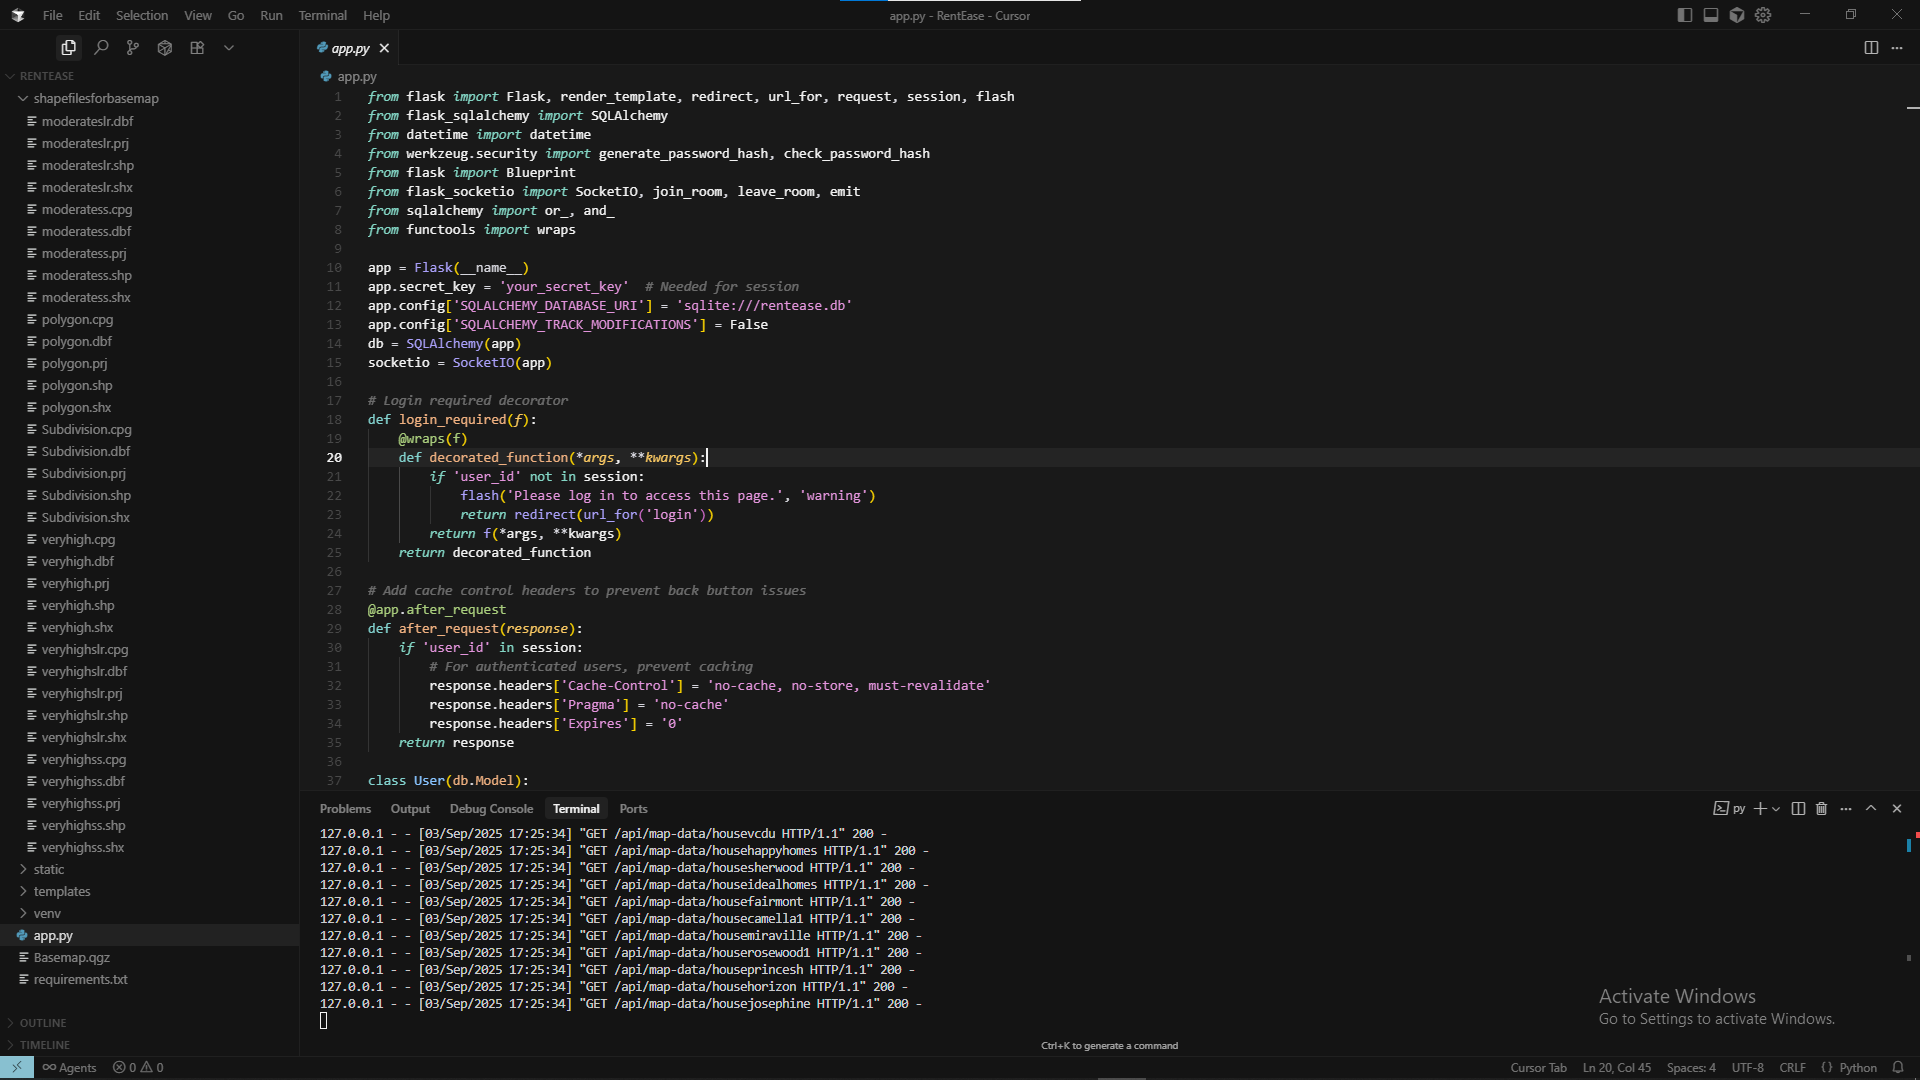 File Edit Selection View Go Run Terminal Help
app.py - RentEase - Cursor
RENTEASE
shapefilesforbasemap
moderateslr.dbf
moderateslr.prj
moderateslr.shp
moderateslr.shx
moderatess.cpg
moderatess.dbf
moderatess.prj
moderatess.shp
moderatess.shx
polygon.cpg
polygon.dbf
polygon.prj
polygon.shp
polygon.shx
Subdivision.cpg
Subdivision.dbf
Subdivision.prj
Subdivision.shp
Subdivision.shx
veryhigh.cpg
veryhigh.dbf
veryhigh.prj
veryhigh.shp
veryhigh.shx
veryhighslr.cpg
veryhighslr.dbf
veryhighslr.prj
veryhighslr.shp
veryhighslr.shx
veryhighss.cpg
veryhighss.dbf
veryhighss.prj
veryhighss.shp
veryhighss.shx
static
templates
venv
app.py
Basemap.qgz
requirements.txt
OUTLINE
TIMELINE
app.py
app.py
1 from flask import Flask, render_template, redirect, url_for, request, session, flash
2 from flask_sqlalchemy import SQLAlchemy
3 from datetime import datetime
4 from werkzeug.security import generate_password_hash, check_password_hash
5 from flask import Blueprint
6 from flask_socketio import SocketIO, join_room, leave_room, emit
7 from sqlalchemy import or_, and_
8 from functools import wraps
9
10 app = Flask(__name__)
11 app.secret_key = 'your_secret_key'  # Needed for session
12 app.config['SQLALCHEMY_DATABASE_URI'] = 'sqlite:///rentease.db'
13 app.config['SQLALCHEMY_TRACK_MODIFICATIONS'] = False
14 db = SQLAlchemy(app)
15 socketio = SocketIO(app)
16
17 # Login required decorator
18 def login_required(f):
19     @wraps(f)
20     def decorated_function(*args, **kwargs):
21         if 'user_id' not in session:
22             flash('Please log in to access this page.', 'warning')
23             return redirect(url_for('login'))
24         return f(*args, **kwargs)
25     return decorated_function
26
27 # Add cache control headers to prevent back button issues
28 @app.after_request
29 def after_request(response):
30     if 'user_id' in session:
31         # For authenticated users, prevent caching
32         response.headers['Cache-Control'] = 'no-cache, no-store, must-revalidate'
33         response.headers['Pragma'] = 'no-cache'
34         response.headers['Expires'] = '0'
35     return response
36
37 class User(db.Model):
Problems Output Debug Console Terminal Ports
py
127.0.0.1 - - [03/Sep/2025 17:25:34] "GET /api/map-data/housevcdu HTTP/1.1" 200 -
127.0.0.1 - - [03/Sep/2025 17:25:34] "GET /api/map-data/househappyhomes HTTP/1.1" 200 -
127.0.0.1 - - [03/Sep/2025 17:25:34] "GET /api/map-data/housesherwood HTTP/1.1" 200 -
127.0.0.1 - - [03/Sep/2025 17:25:34] "GET /api/map-data/houseidealhomes HTTP/1.1" 200 -
127.0.0.1 - - [03/Sep/2025 17:25:34] "GET /api/map-data/housefairmont HTTP/1.1" 200 -
127.0.0.1 - - [03/Sep/2025 17:25:34] "GET /api/map-data/housecamella1 HTTP/1.1" 200 -
127.0.0.1 - - [03/Sep/2025 17:25:34] "GET /api/map-data/housemiraville HTTP/1.1" 200 -
127.0.0.1 - - [03/Sep/2025 17:25:34] "GET /api/map-data/houserosewood1 HTTP/1.1" 200 -
127.0.0.1 - - [03/Sep/2025 17:25:34] "GET /api/map-data/houseprincesh HTTP/1.1" 200 -
127.0.0.1 - - [03/Sep/2025 17:25:34] "GET /api/map-data/househorizon HTTP/1.1" 200 -
127.0.0.1 - - [03/Sep/2025 17:25:34] "GET /api/map-data/housejosephine HTTP/1.1" 200 -
Activate Windows
Go to Settings to activate Windows.
Ctrl+K to generate a command
Agents 0 0
Cursor Tab Ln 20, Col 45 Spaces: 4 UTF-8 CRLF {} Python